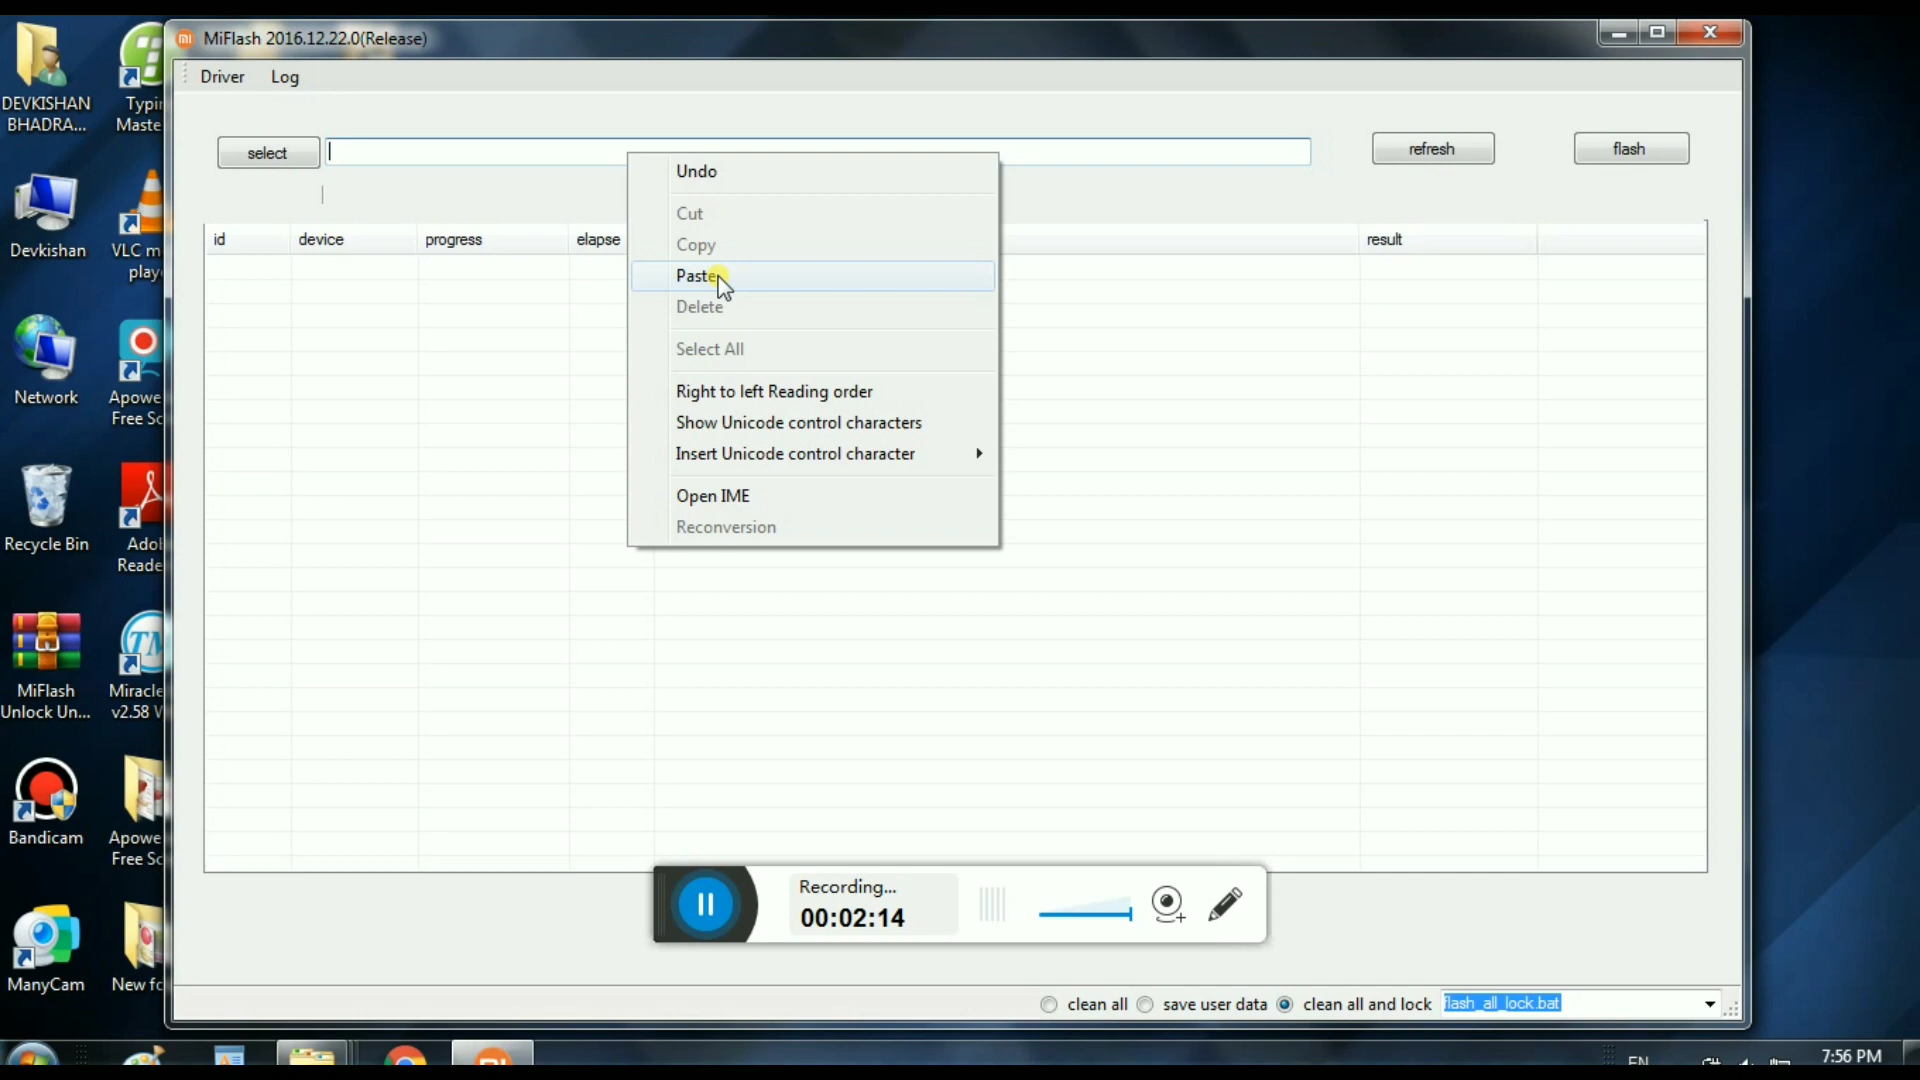 MiFlash 2016.12.22.0(Release)
Driver Log
select
refresh
flash
id device progress elapse result
Undo
Cut
Copy
Paste
Delete
Select All
Right to left Reading order
Show Unicode control characters
Insert Unicode control character
Open IME
Reconversion
Recording...
00:02:14
clean all save user data clean all and lock flash_all_lock.bat
DEVKISHAN
BHADRA...
Typin
Maste
Devkishan
VLC m
play
Network
Apowe
Free Sc
Recycle Bin
Adob
Reade
MiFlash
Unlock Un...
Miracle
v2.58 W
Bandicam
Apowe
Free Sc
ManyCam
New fo
EN
7:56 PM